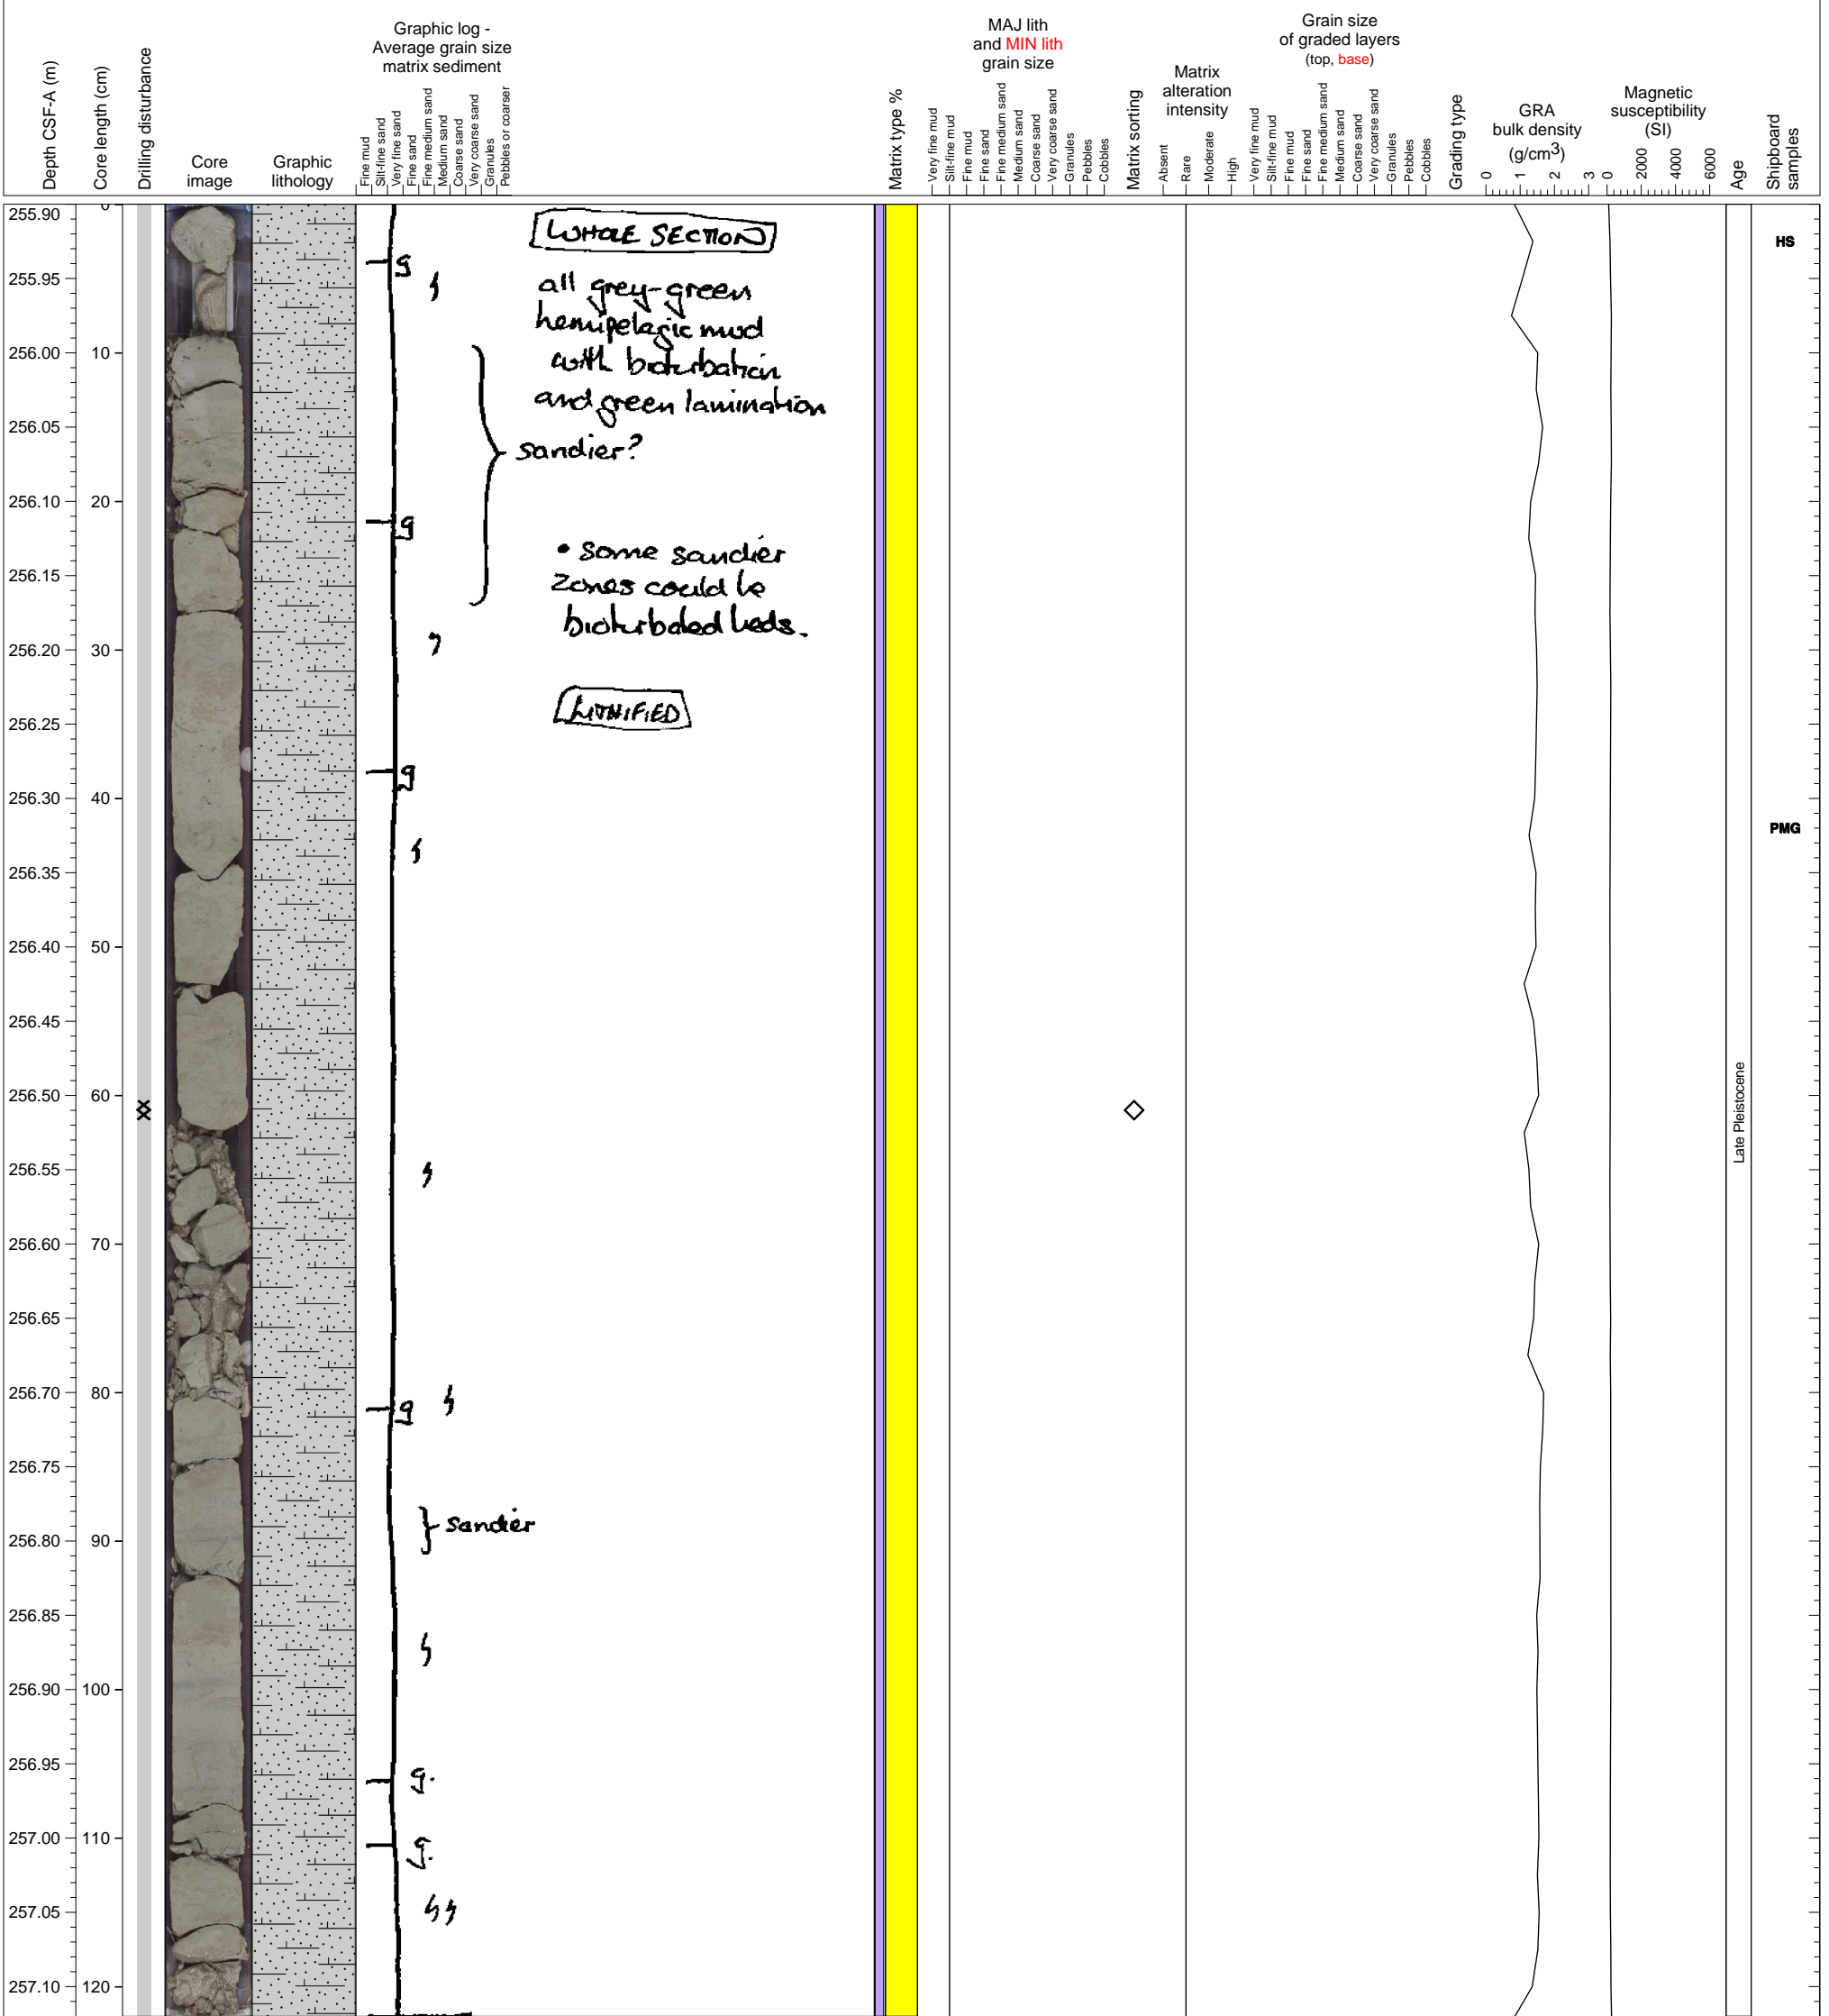 Depth CSF-A (m)
Core length (cm)
Drilling disturbance
Core
image
Graphic
lithology
Graphic log -
Average grain size
matrix sediment
Fine mud
Silt-fine sand
Very fine sand
Fine sand
Fine medium sand
Medium sand
Coarse sand
Very coarse sand
Granules
Pebbles or coarser
Matrix type %
MAJ lith
and MIN lith
grain size
Very fine mud
Silt-fine mud
Fine mud
Fine sand
Fine medium sand
Medium sand
Coarse sand
Very coarse sand
Granules
Pebbles
Cobbles
Matrix sorting
Matrix
alteration
intensity
Absent
Rare
Moderate
High
Grain size
of graded layers
(top, base)
Very fine mud
Silt-fine mud
Fine mud
Fine sand
Fine medium sand
Medium sand
Coarse sand
Very coarse sand
Granules
Pebbles
Cobbles
Grading type
GRA
bulk density
(g/cm3)
0 1 2 3
Magnetic
susceptibility
(SI)
0 2000 4000 6000
Age
Shipboard
samples
255.90 0
WHOLE SECTION
HS
g
255.95
all grey-green
hemipelagic mud
256.00 10
with bioturbation
and green lamination
256.05
sandier?
256.10 20
g
• some sandier
256.15
zones could be
bioturbated beds.
256.20 30
256.25
LITHIFIED
g
256.30 40
PMG
256.35
256.40 50
256.45
256.50 60
Late Pleistocene
256.55
256.60 70
256.65
256.70 80
g
256.75
sandier
256.80 90
256.85
256.90 100
256.95
g.
257.00 110
g.
257.05
257.10 120